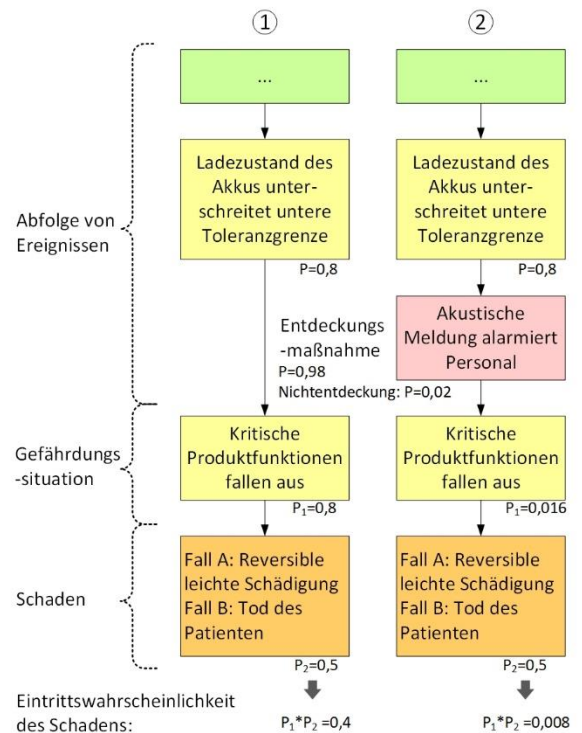 1
2
...
...
Abfolge von
Ereignissen
Ladezustand des
Akkus unter-
schreitet untere
Toleranzgrenze
P=0,8
Ladezustand des
Akkus unter-
schreitet untere
Toleranzgrenze
P=0,8
Entdeckungs
-maßnahme
P=0,98
Nichtentdeckung: P=0,02
Akustische
Meldung alarmiert
Personal
Gefährdungs
-situation
Kritische
Produktfunktionen
fallen aus
P₁=0,8
Kritische
Produktfunktionen
fallen aus
P₁=0,016
Schaden
Fall A: Reversible
leichte Schädigung
Fall B: Tod des
Patienten
P₂=0,5
Fall A: Reversible
leichte Schädigung
Fall B: Tod des
Patienten
P₂=0,5
Eintrittswahrscheinlichkeit
des Schadens:
P₁*P₂ =0,4
P₁*P₂ =0,008